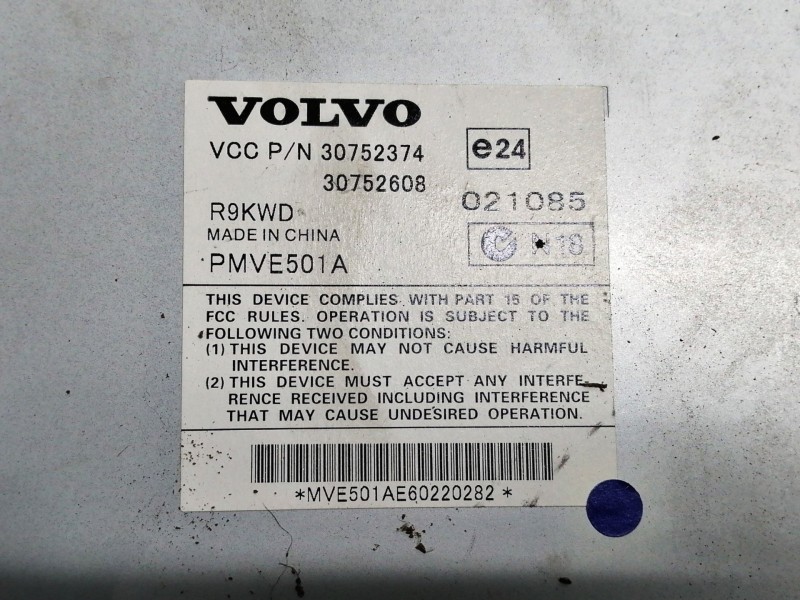 VOLVO
VCC P/N 30752374
30752608
e24
021085
R9KWD
MADE IN CHINA
PMVE501A
N18
THIS DEVICE COMPLIES WITH PART 15 OF THE
FCC RULES. OPERATION IS SUBJECT TO THE
FOLLOWING TWO CONDITIONS:
(1) THIS DEVICE MAY NOT CAUSE HARMFUL
INTERFERENCE.
(2) THIS DEVICE MUST ACCEPT ANY INTERFE-
RENCE RECEIVED INCLUDING INTERFERENCE
THAT MAY CAUSE UNDESIRED OPERATION.
*MVE501AE60220282*